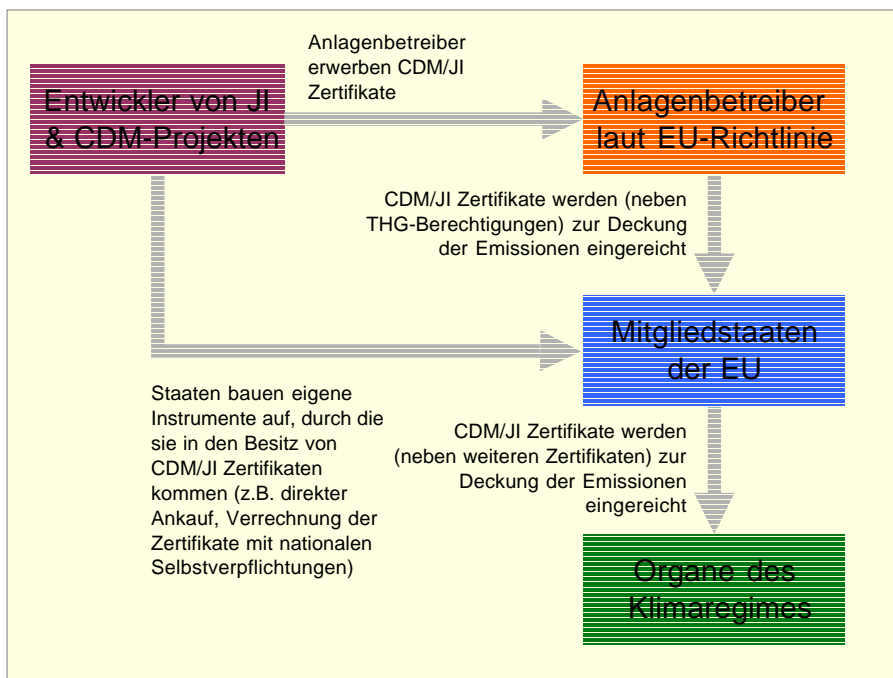 Anlagenbetreiber
erwerben CDM/JI
Zertifikate
Entwickler von JI
& CDM-Projekten
Anlagenbetreiber
laut EU-Richtlinie
CDM/JI Zertifikate werden (neben
THG-Berechtigungen) zur Deckung
der Emissionen eingereicht
Mitgliedstaaten
der EU
Staaten bauen eigene
Instrumente auf, durch die
sie in den Besitz von
CDM/JI Zertifikaten
kommen (z.B. direkter
Ankauf, Verrechnung der
Zertifikate mit nationalen
Selbstverpflichtungen)
CDM/JI Zertifikate werden
(neben weiteren Zertifikaten) zur
Deckung der Emissionen
eingereicht
Organe des
Klimaregimes